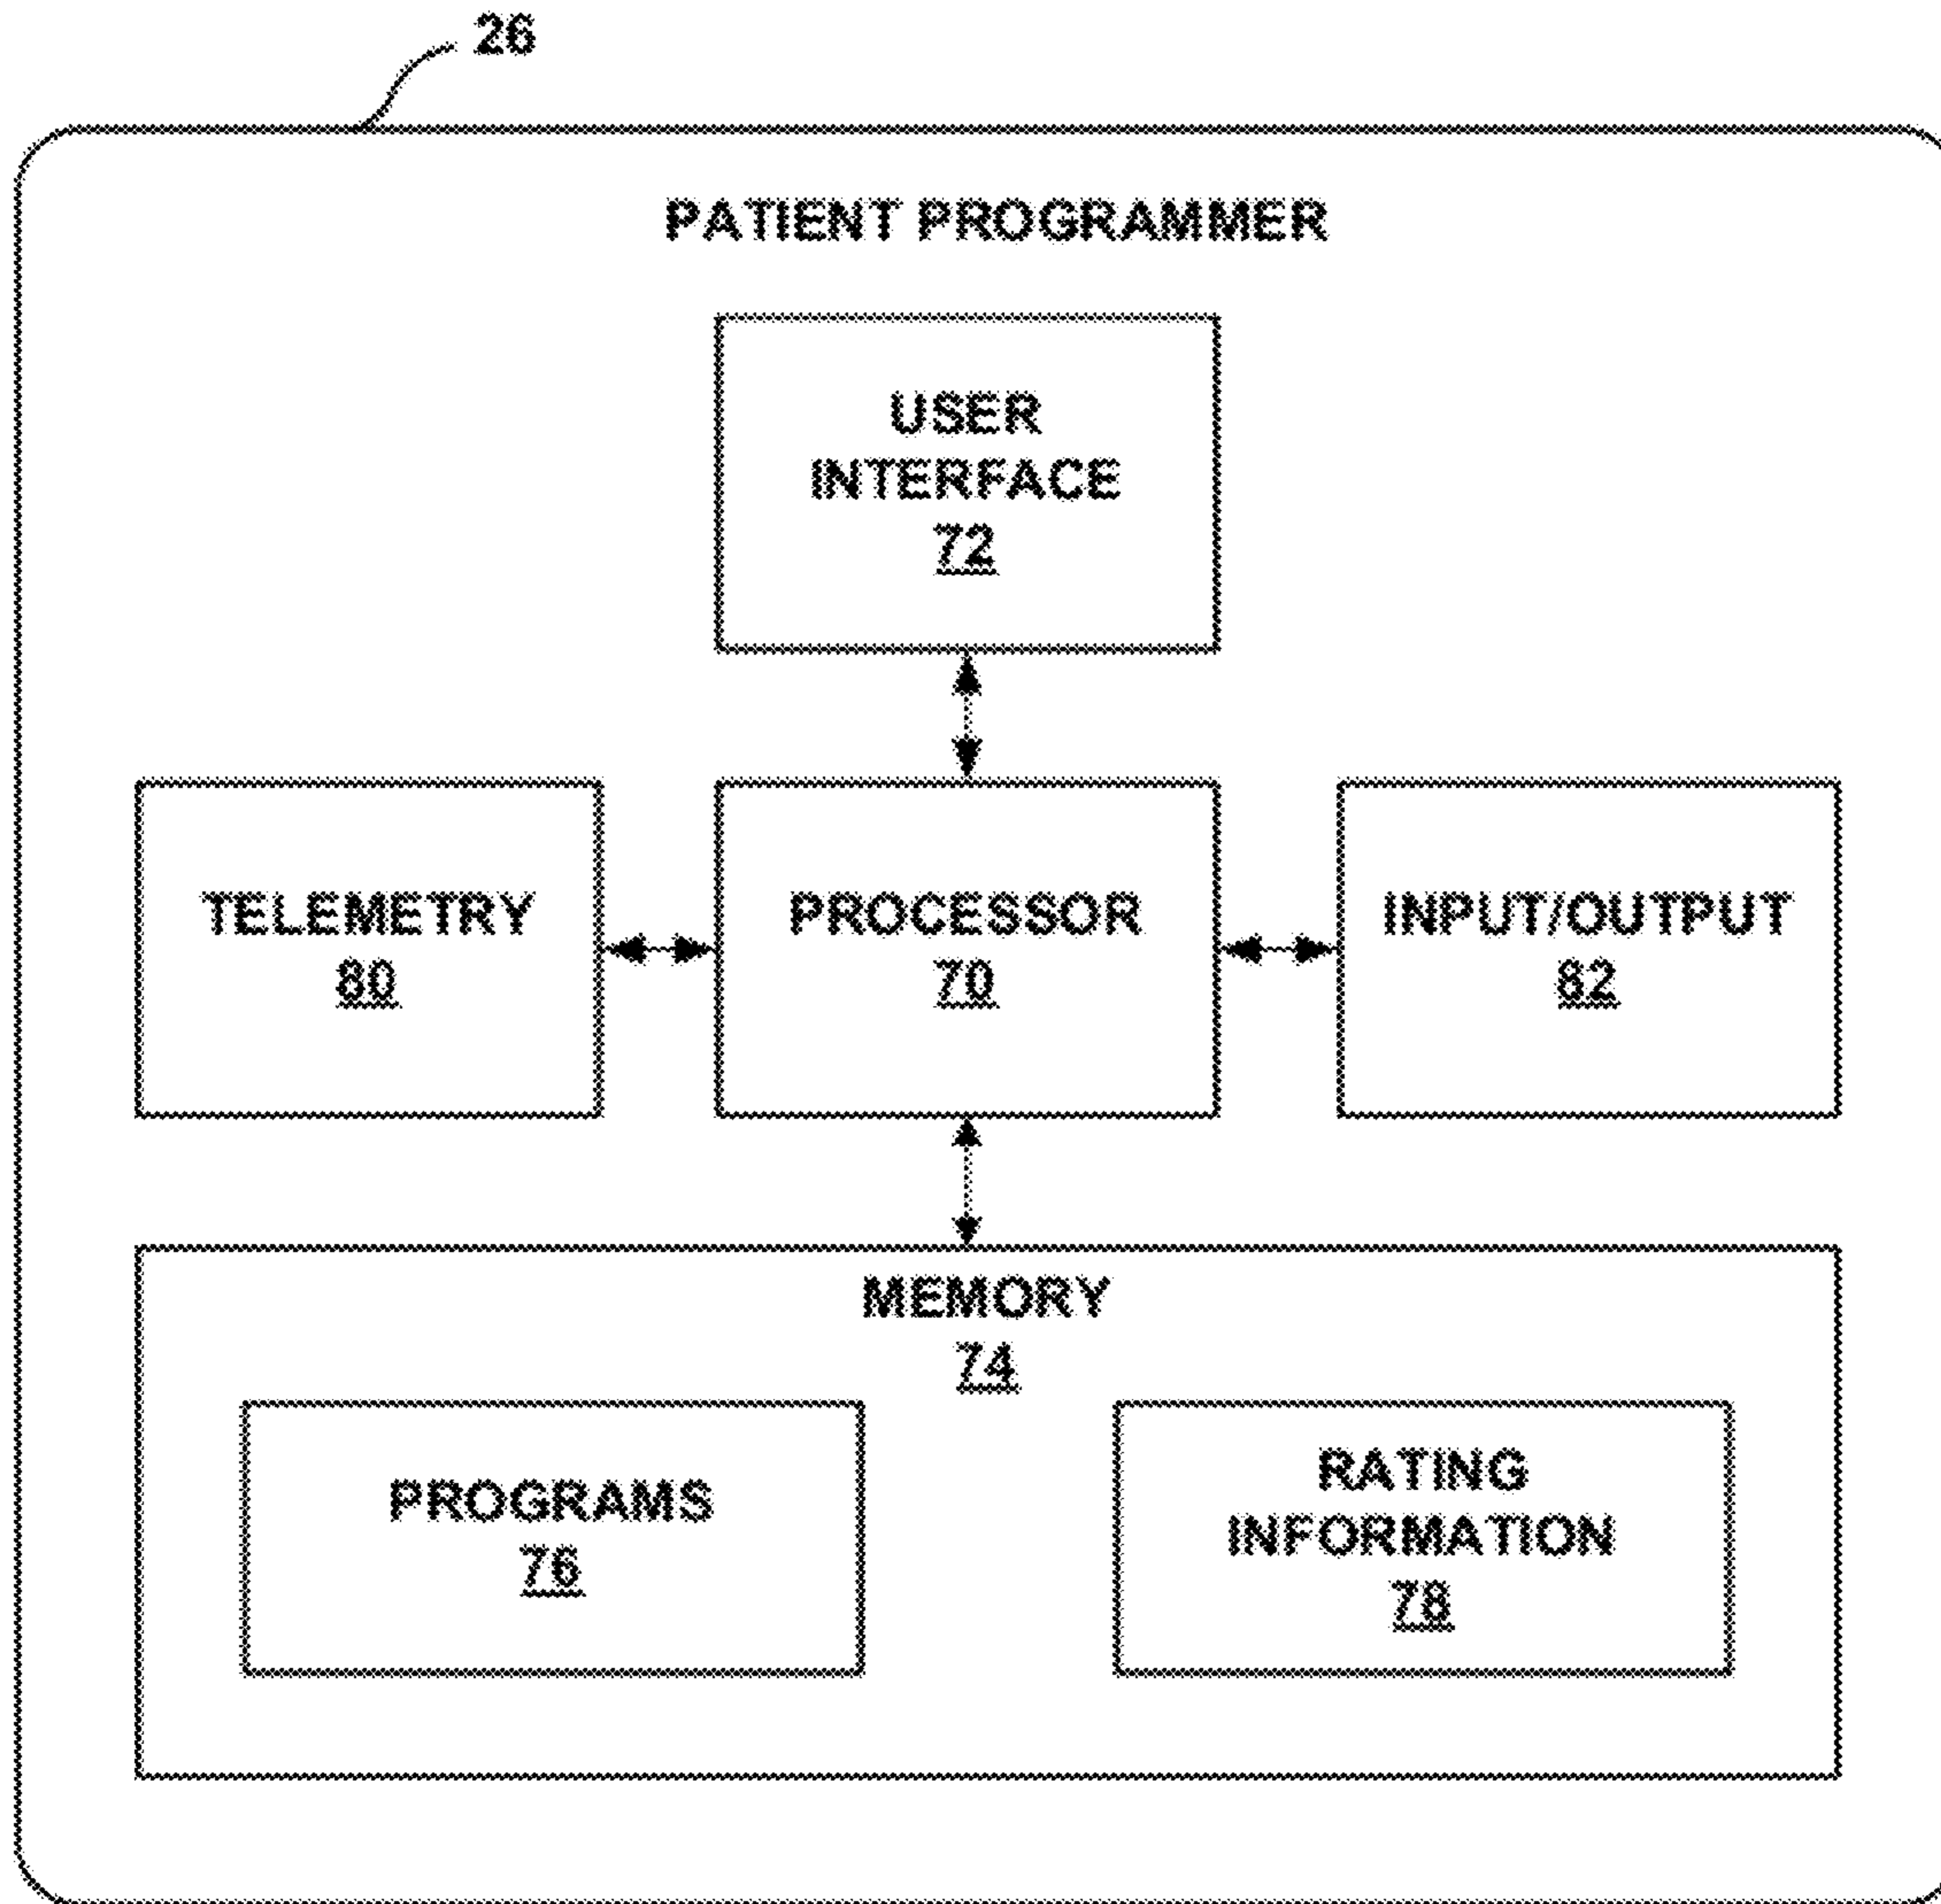 26
PATIENT PROGRAMMER
USER
INTERFACE
72
TELEMETRY
80
PROCESSOR
70
INPUT/OUTPUT
82
MEMORY
74
PROGRAMS
76
RATING
INFORMATION
78